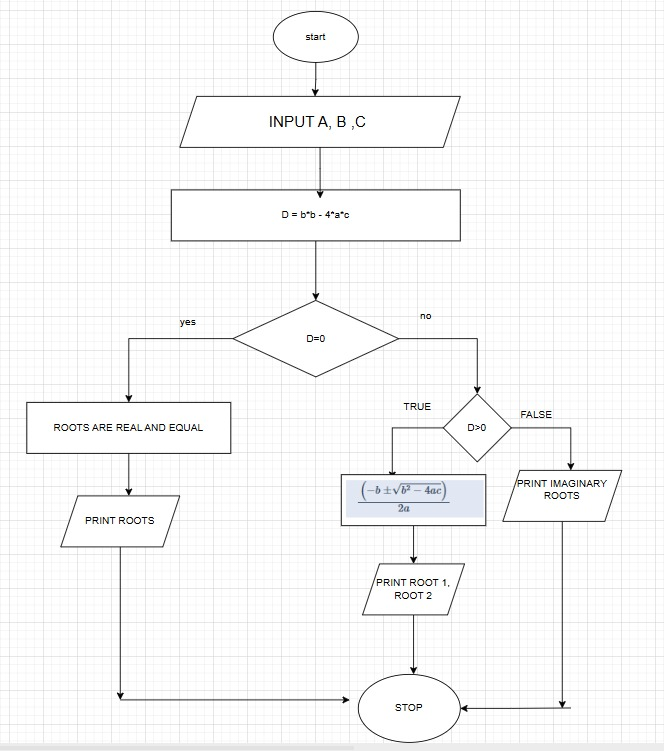 start
INPUT A, B ,C
D = b*b - 4*a*c
yes
no
D=0
TRUE
FALSE
D>0
ROOTS ARE REAL AND EQUAL
(−b ±√b² − 4ac)
2a
PRINT IMAGINARY
ROOTS
PRINT ROOTS
PRINT ROOT 1,
ROOT 2
STOP